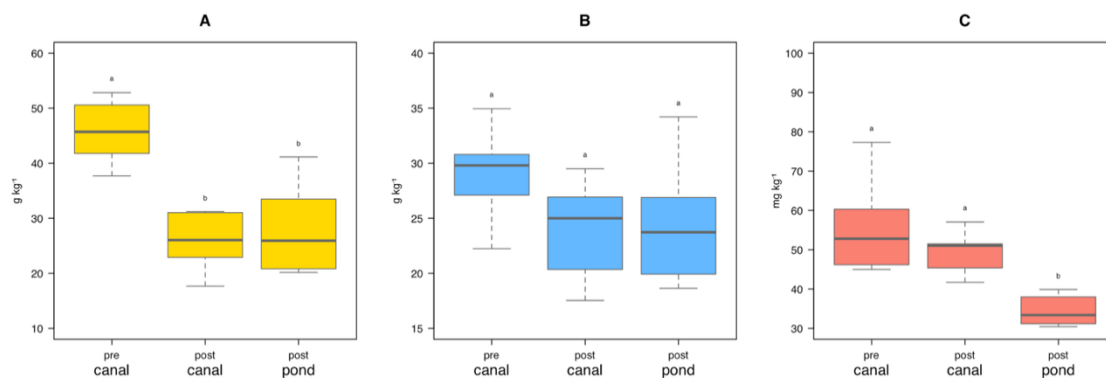 A
g kg⁻¹
60
50
40
30
20
10
a
b
b
pre
canal
post
canal
post
pond
B
g kg⁻¹
40
35
30
25
20
15
a
a
a
pre
canal
post
canal
post
pond
C
mg kg⁻¹
100
90
80
70
60
50
40
30
a
a
b
pre
canal
post
canal
post
pond